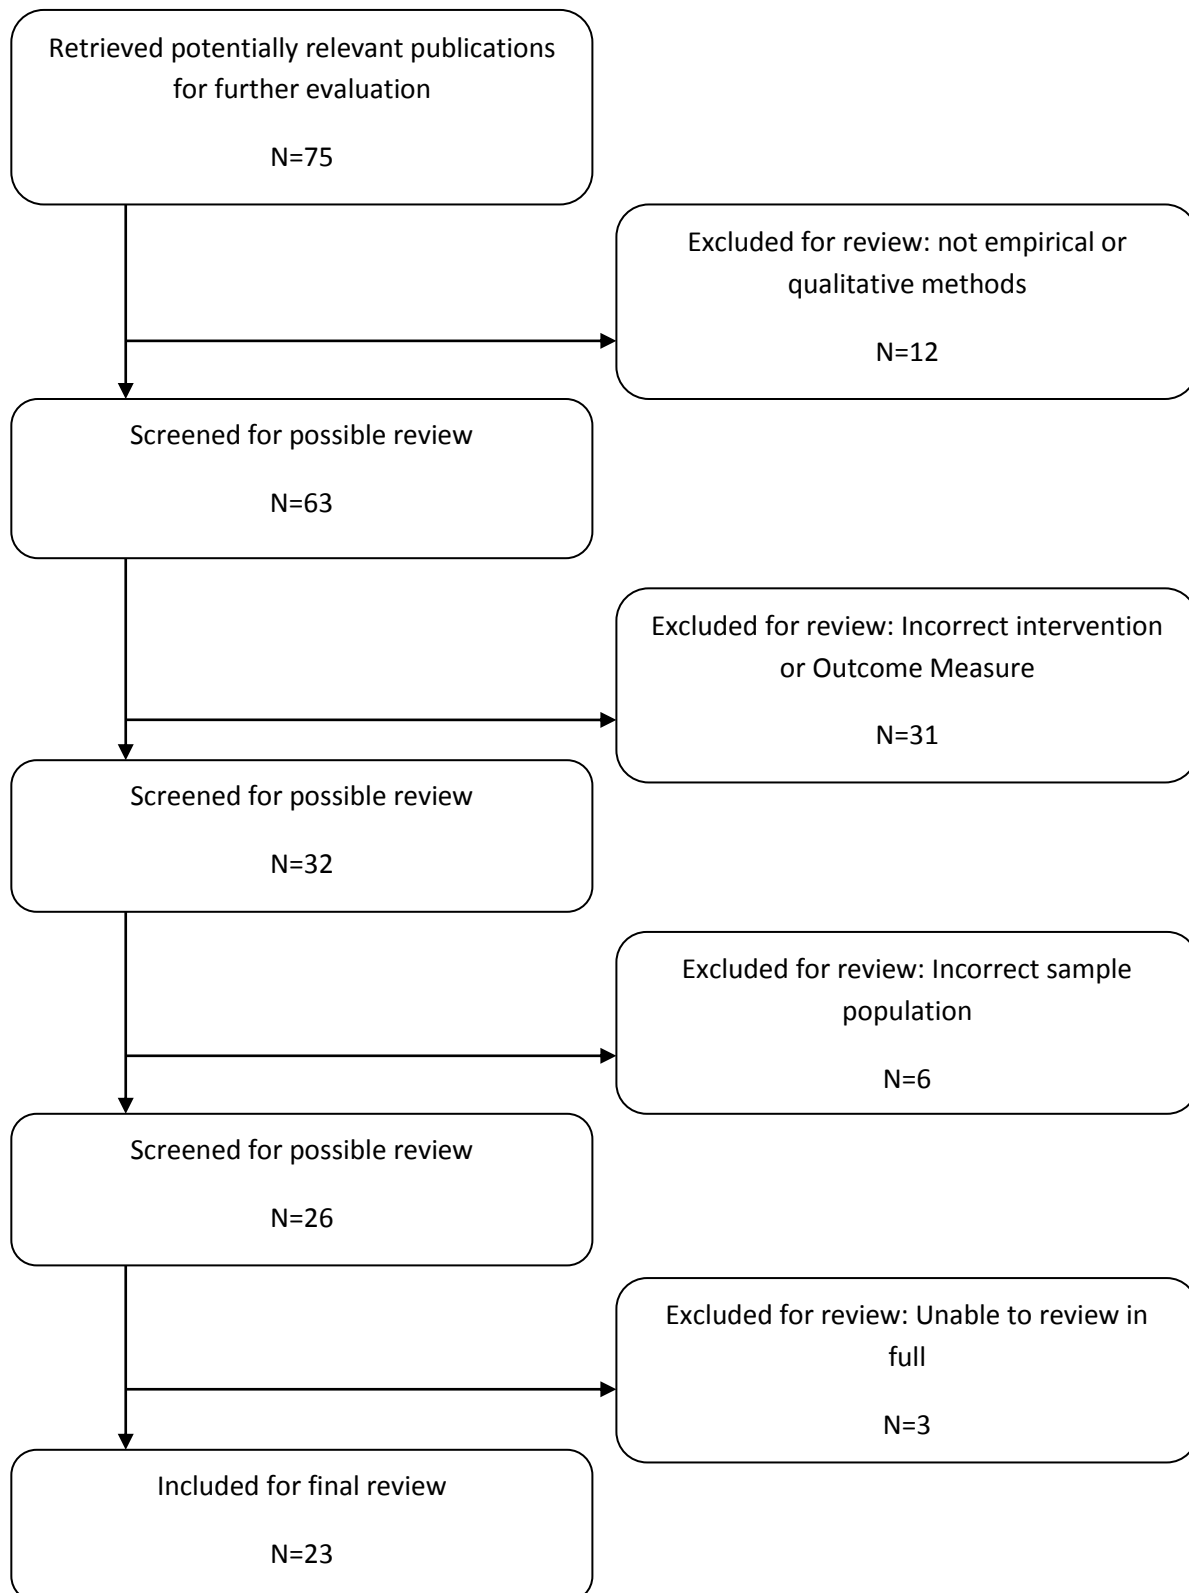 Retrieved potentially relevant publications
for further evaluation
N=75
Excluded for review: not empirical or
qualitative methods
N=12
Screened for possible review
N=63
Excluded for review: Incorrect intervention
or Outcome Measure
N=31
Screened for possible review
N=32
Excluded for review: Incorrect sample
population
N=6
Screened for possible review
N=26
Excluded for review: Unable to review in
full
N=3
Included for final review
N=23